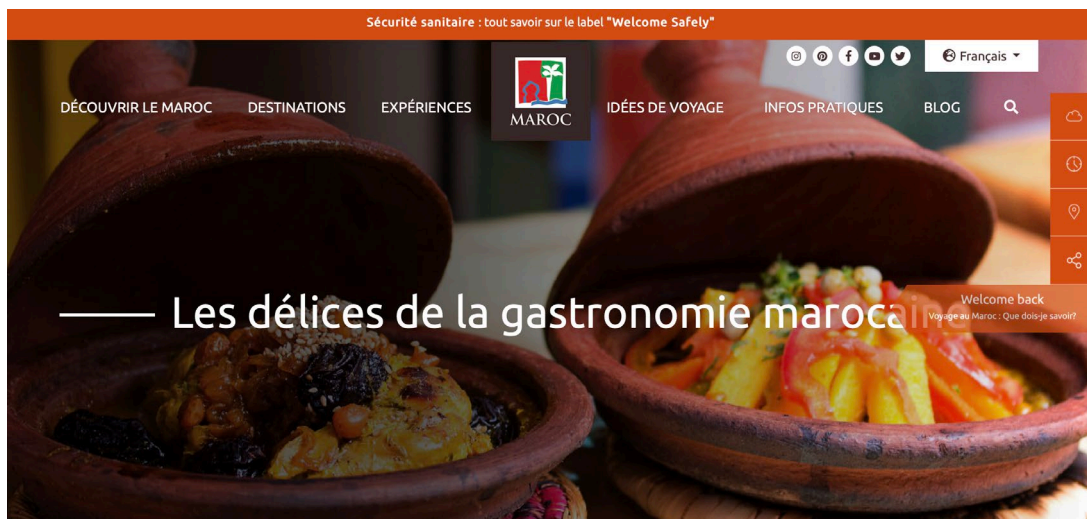 Sécurité sanitaire : tout savoir sur le label "Welcome Safely"
Français
DÉCOUVRIR LE MAROC DESTINATIONS EXPÉRIENCES MAROC IDÉES DE VOYAGE INFOS PRATIQUES BLOG
Les délices de la gastronomie marocaine
Welcome back
Voyage au Maroc : Que dois-je savoir?